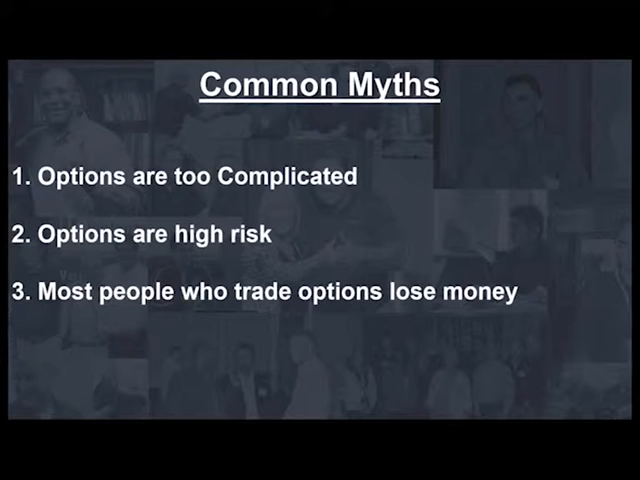 Common Myths
1. Options are too Complicated
2. Options are high risk
3. Most people who trade options lose money